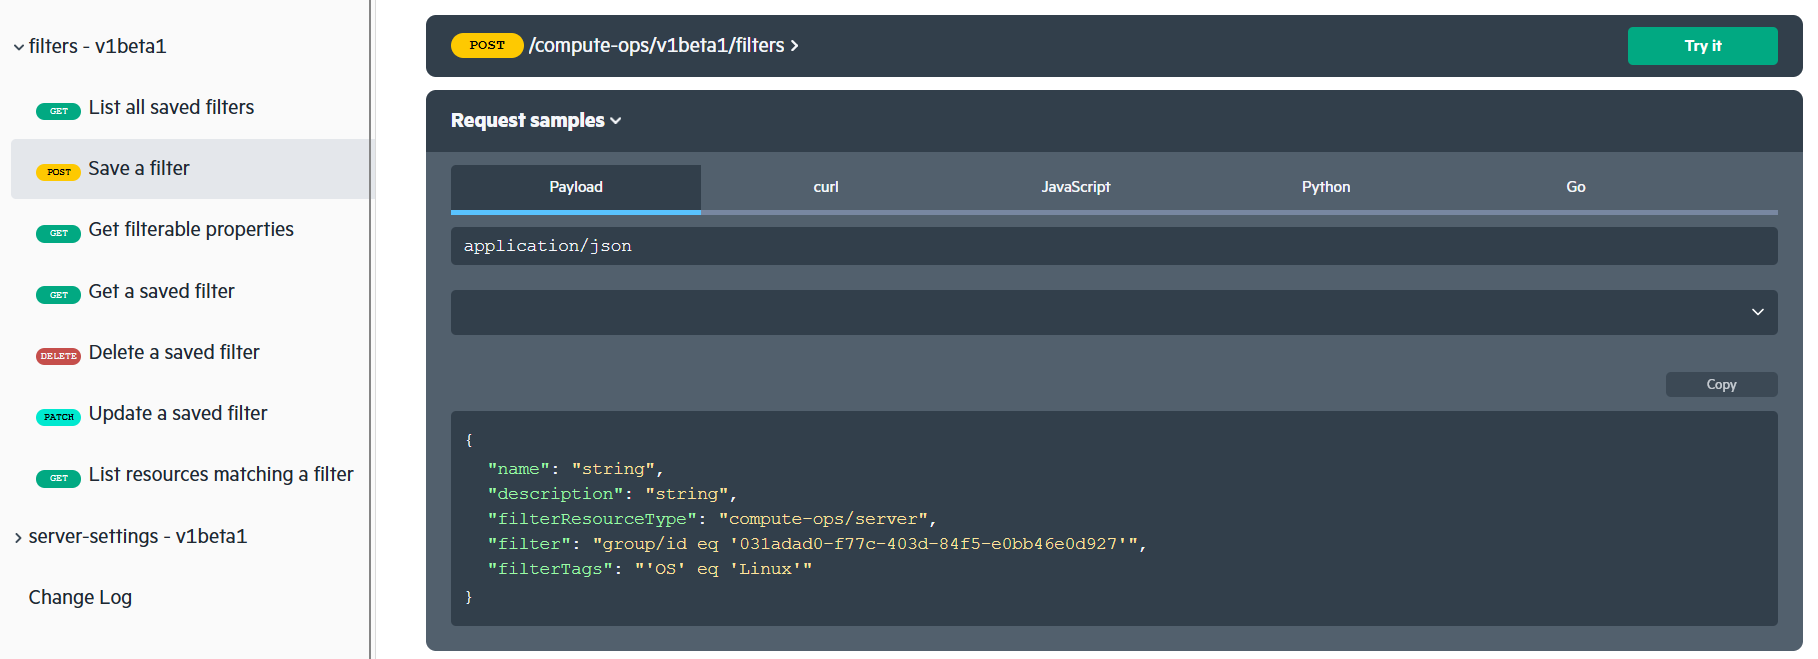 filters - v1beta1
GET List all saved filters
POST Save a filter
GET Get filterable properties
GET Get a saved filter
DELETE Delete a saved filter
PATCH Update a saved filter
GET List resources matching a filter
server-settings - v1beta1
Change Log
POST /compute-ops/v1beta1/filters
Try it
Request samples
Payload curl JavaScript Python Go
application/json
Copy
{
"name": "string",
"description": "string",
"filterResourceType": "compute-ops/server",
"filter": "group/id eq '031adad0-f77c-403d-84f5-e0bb46e0d927'",
"filterTags": "'OS' eq 'Linux'"
}